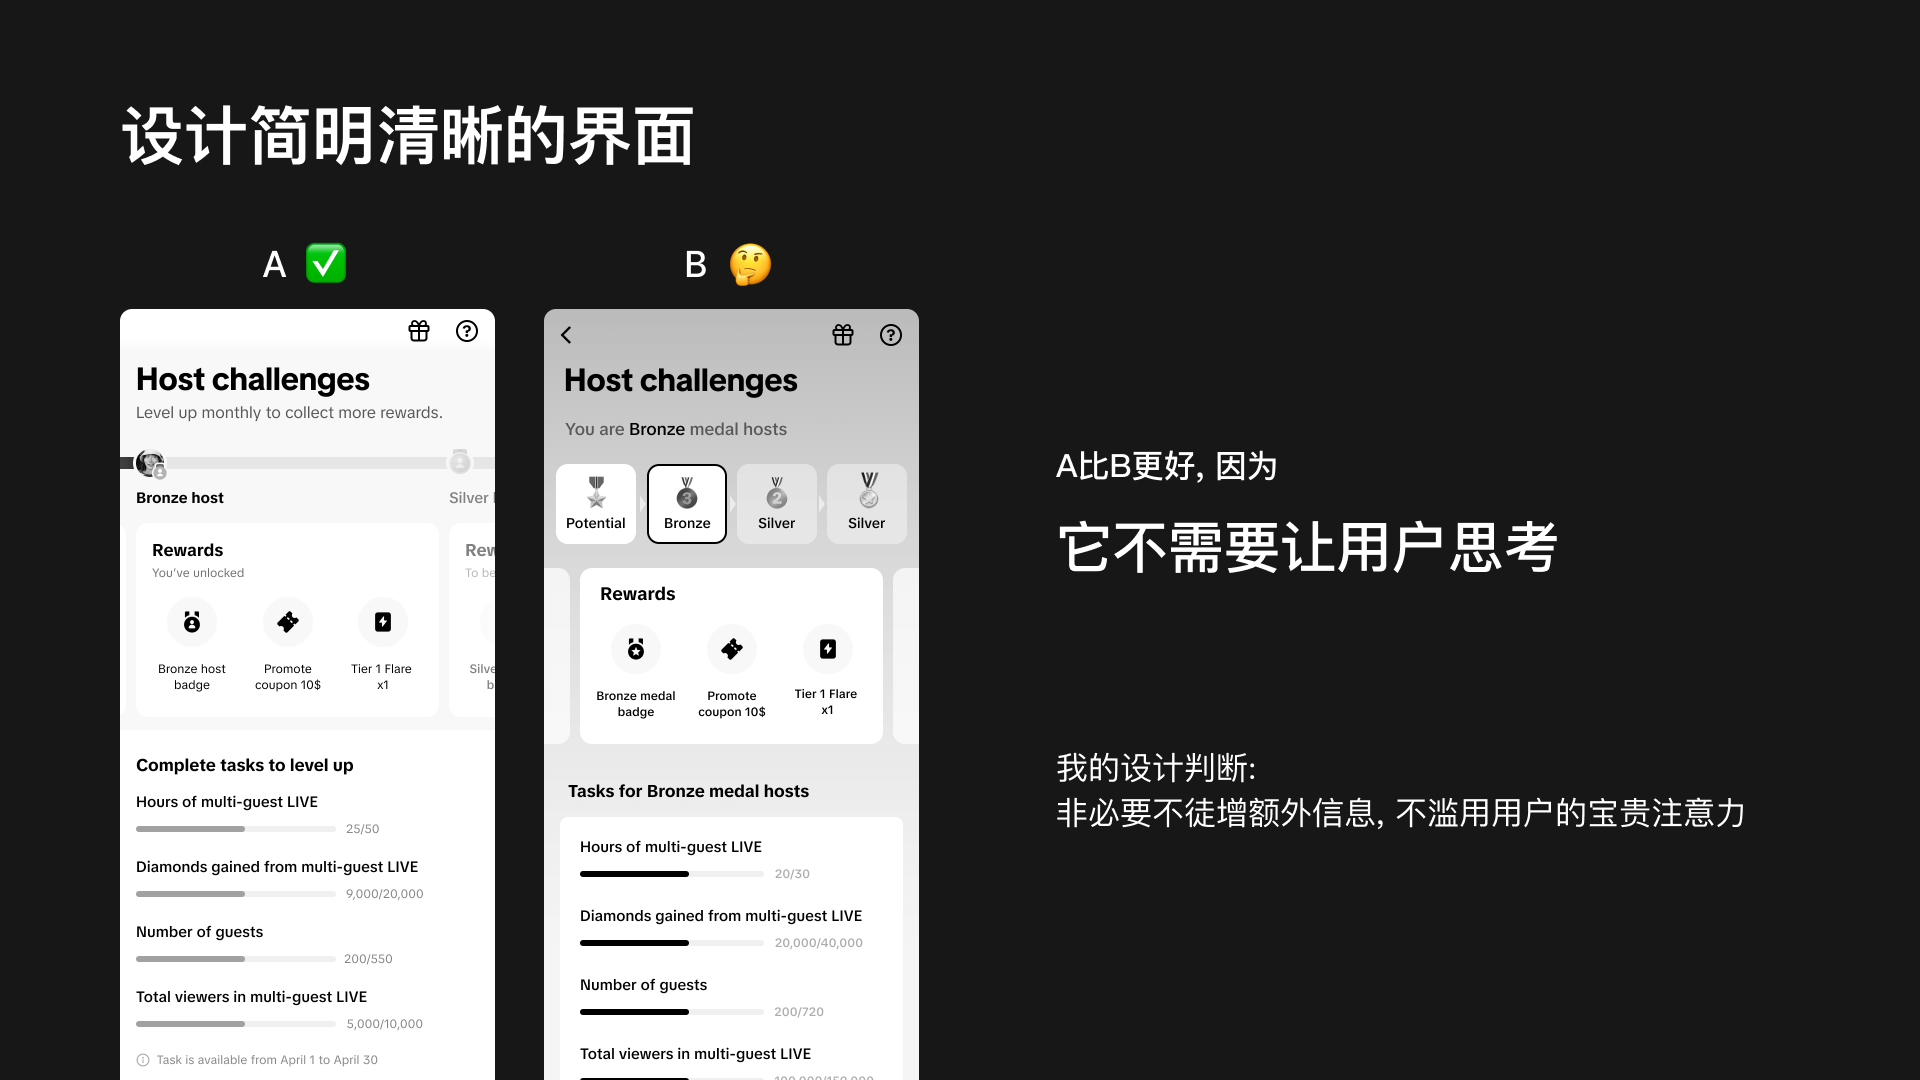 设计简明清晰的界面
A
B
Host challenges
Level up monthly to collect more rewards.
Bronze host
Silver
Rewards
You've unlocked
To be
Bronze host
badge
Promote
coupon 10$
Tier 1 Flare
x1
Complete tasks to level up
Hours of multi-guest LIVE
25/50
Diamonds gained from multi-guest LIVE
9,000/20,000
Number of guests
200/550
Total viewers in multi-guest LIVE
5,000/10,000
Task is available from April 1 to April 30
Host challenges
You are Bronze medal hosts
3
2
Potential
Bronze
Silver
Silver
Rewards
Bronze medal
badge
Promote
coupon 10$
Tier 1 Flare
x1
Tasks for Bronze medal hosts
Hours of multi-guest LIVE
20/30
Diamonds gained from multi-guest LIVE
20,000/40,000
Number of guests
200/720
Total viewers in multi-guest LIVE
A比B更好, 因为
它不需要让用户思考
我的设计判断:
非必要不徒增额外信息, 不滥用用户的宝贵注意力